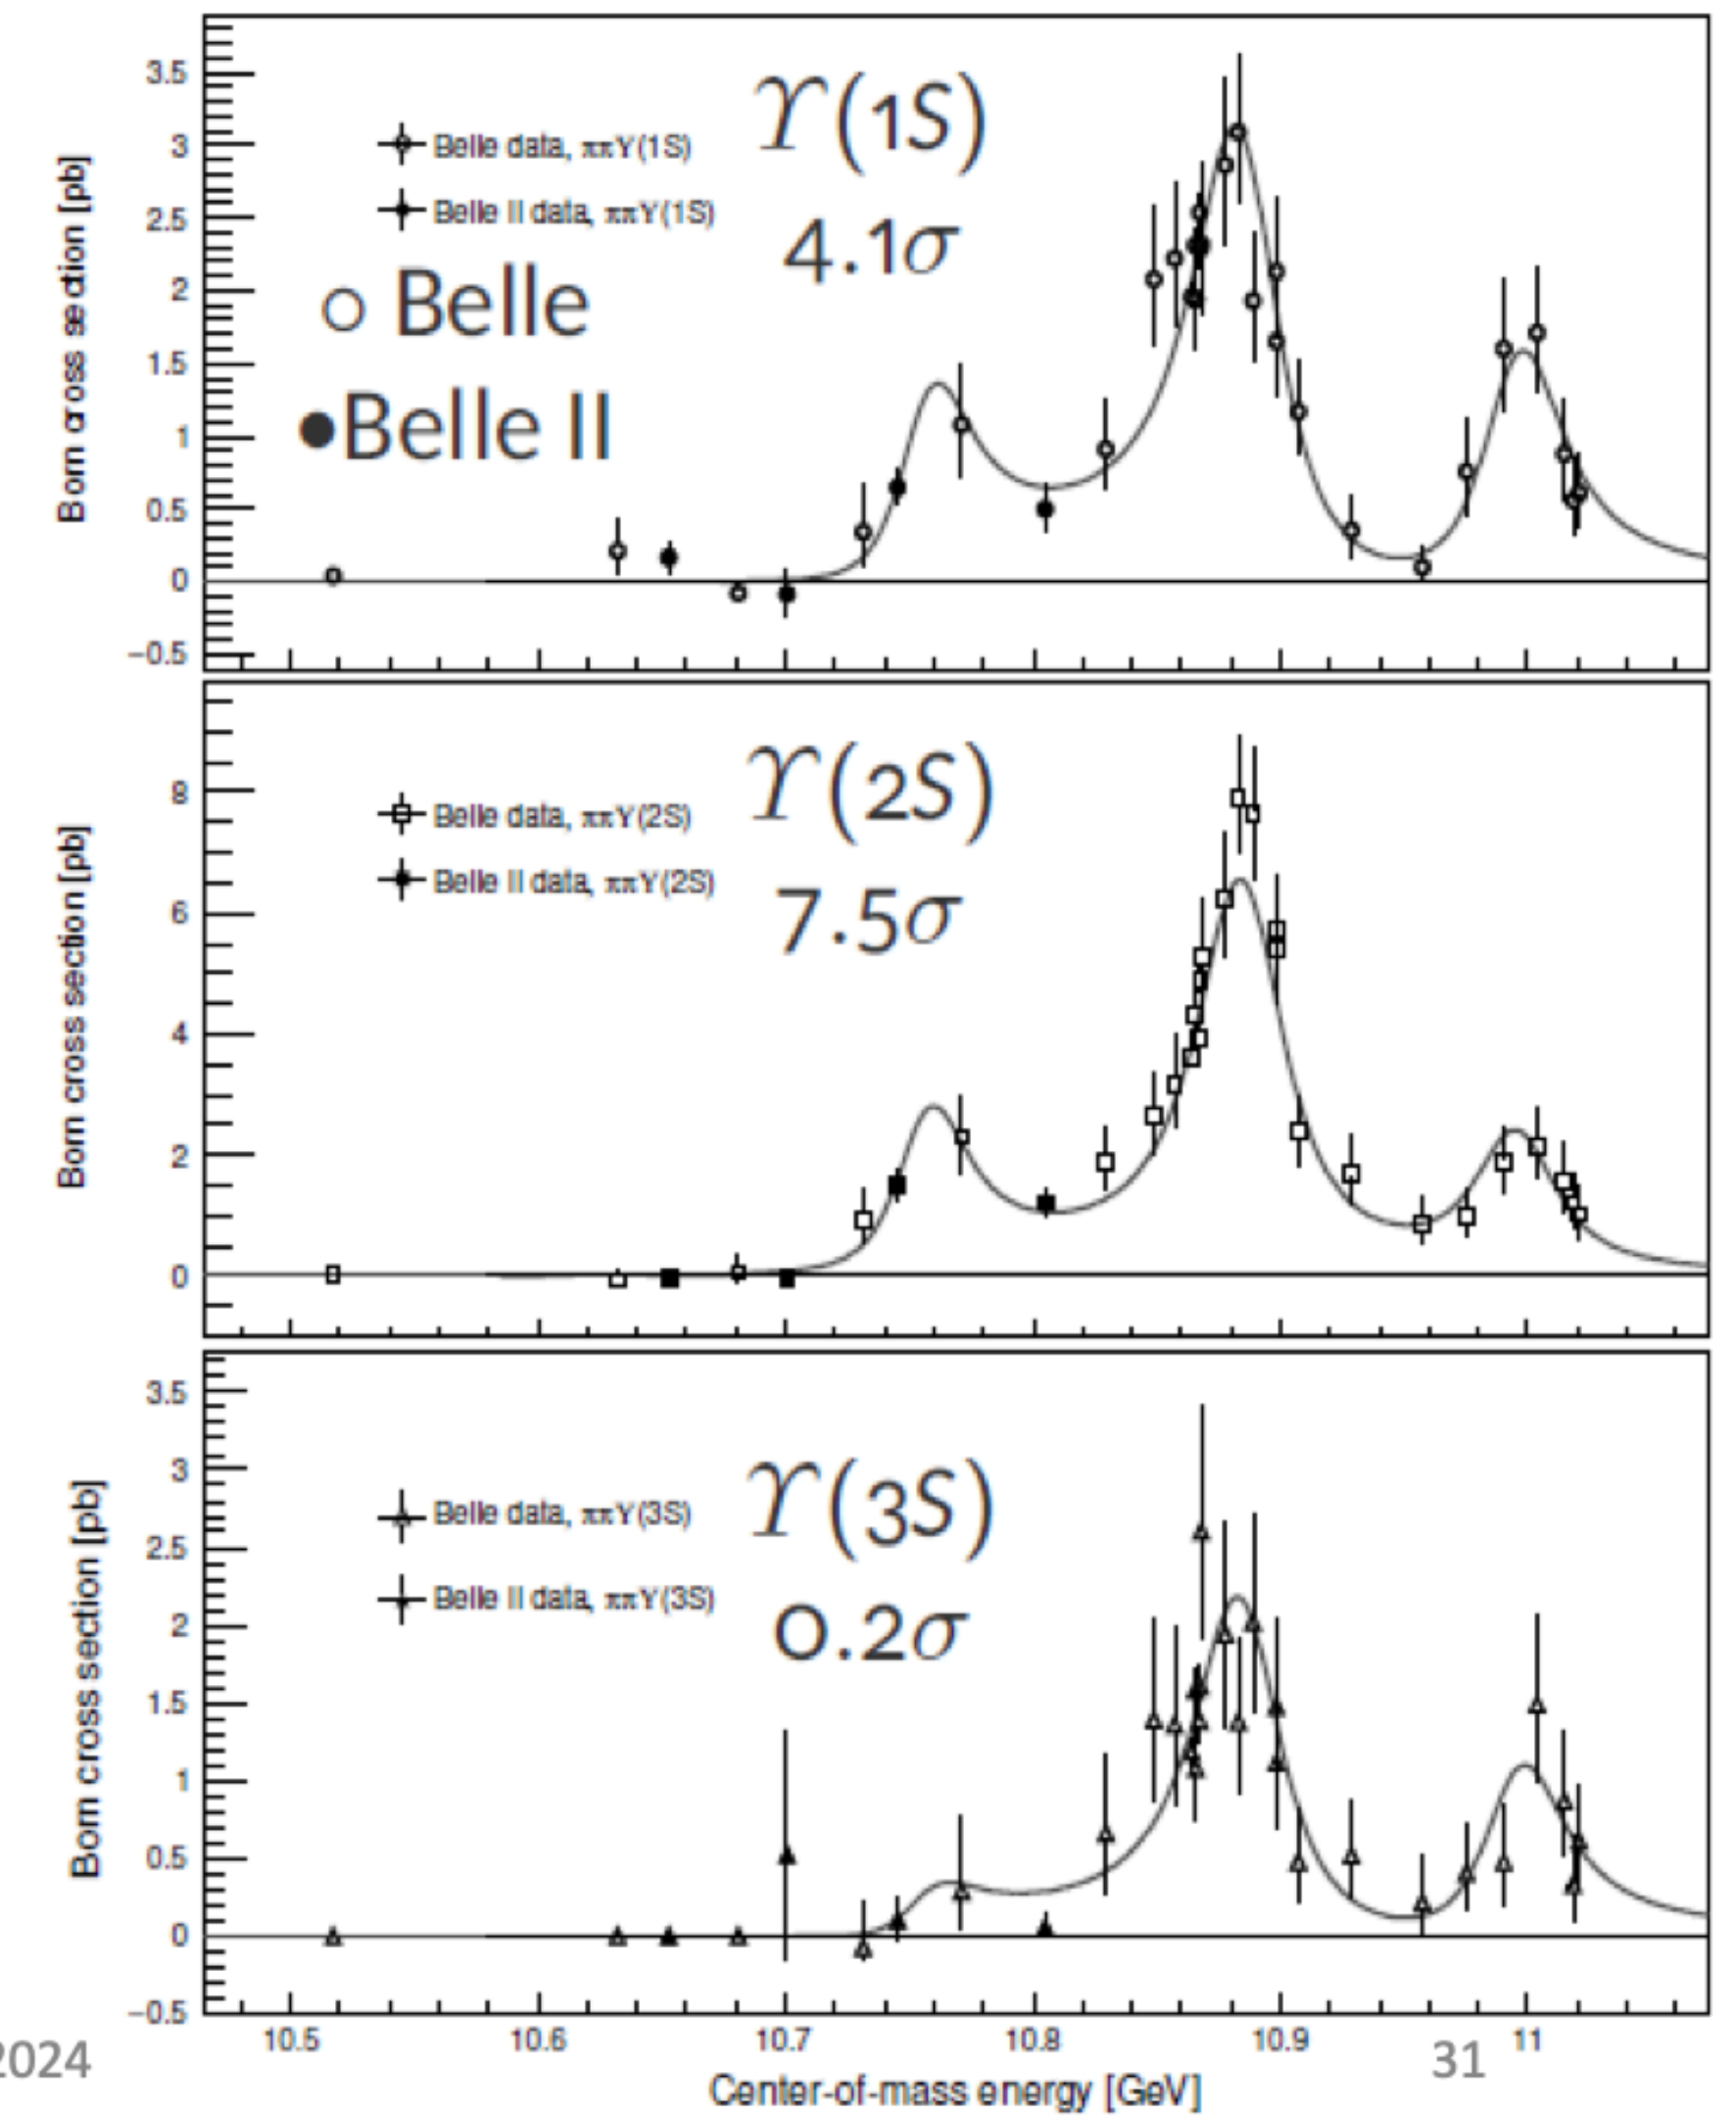 3.5
3
2.5
2
1.5
1
0.5
0
−0.5
Born cross section [pb]
Belle data, ππΥ(1S)
Belle II data, ππΥ(1S)
Belle
Belle II
ϒ(1S)
4.1σ
8
6
4
2
0
Born cross section [pb]
Belle data, ππΥ(2S)
Belle II data, ππΥ(2S)
ϒ(2S)
7.5σ
3.5
3
2.5
2
1.5
1
0.5
0
−0.5
Born cross section [pb]
Belle data, ππΥ(3S)
Belle II data, ππΥ(3S)
ϒ(3S)
0.2σ
10.5 10.6 10.7 10.8 10.9 11
Center-of-mass energy [GeV]
2024
31